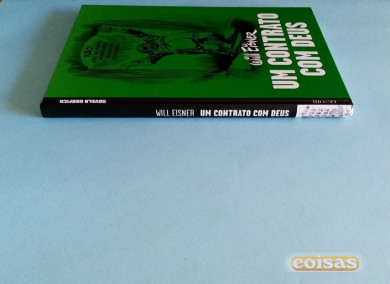 Will Eisner
UM CONTRATO
COM DEUS
NOVELA GRÁFICA
WILL EISNER UM CONTRATO COM DEUS
coisas